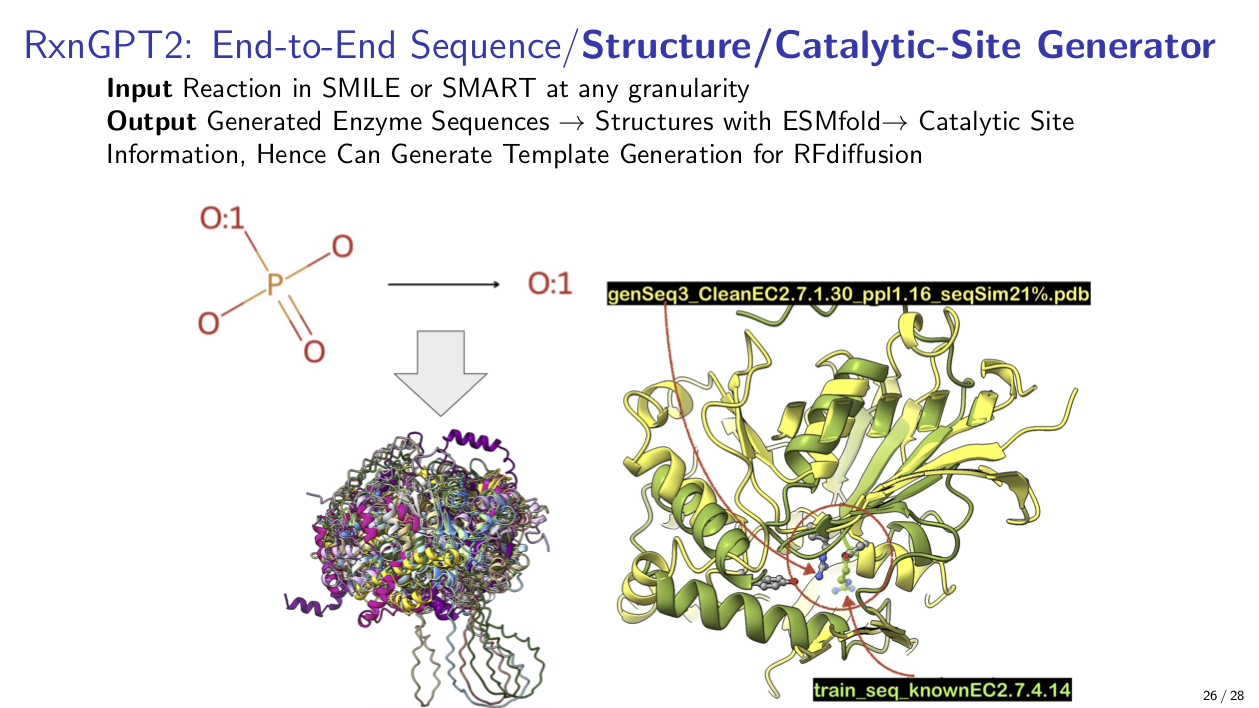 RxnGPT2: End-to-End Sequence/Structure/Catalytic-Site Generator
Input Reaction in SMILE or SMART at any granularity
Output Generated Enzyme Sequences → Structures with ESMfold→ Catalytic Site
Information, Hence Can Generate Template Generation for RFdiffusion
O:1
O
P
O
O
O:1
genSeq3_CleanEC2.7.1.30_ppl1.16_seqSim21%.pdb
train_seq_knownEC2.7.4.14
26 / 28